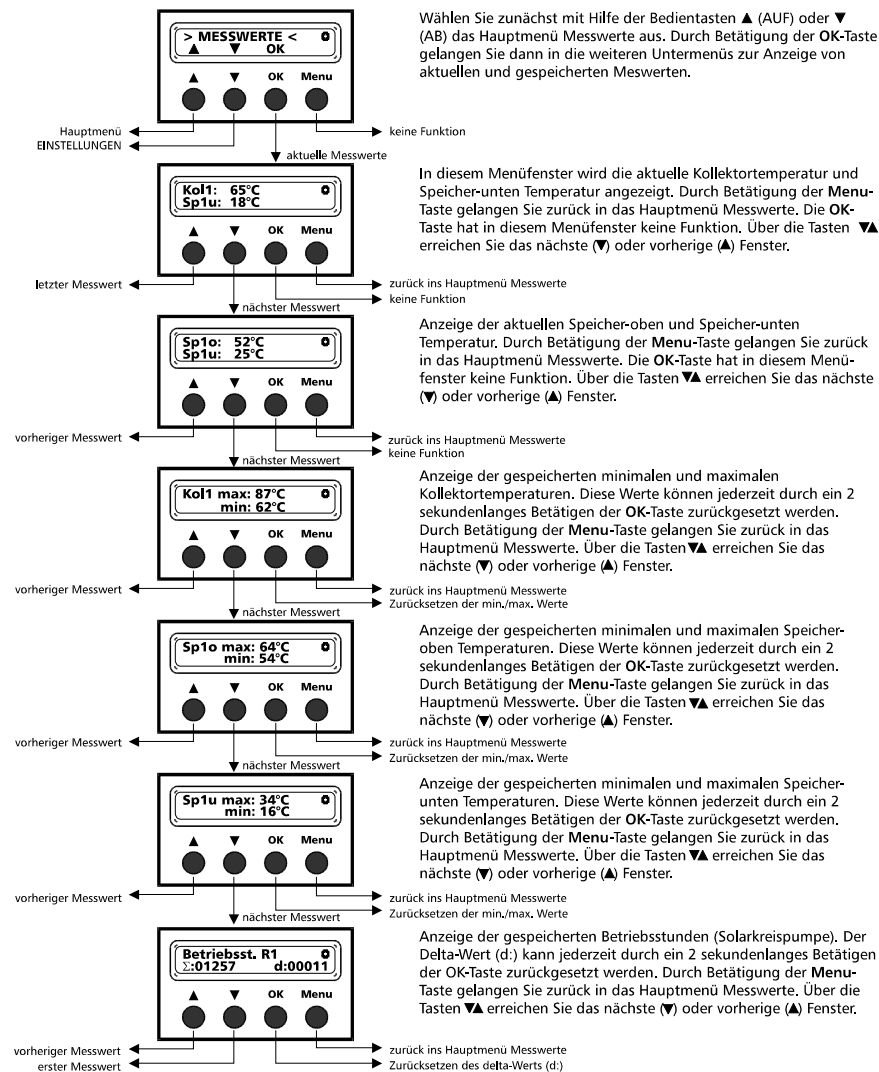 > MESSWERTE <
▲ ▼ OK
▲ ▼ OK Menu
Hauptmenü EINSTELLUNGEN
keine Funktion
aktuelle Messwerte
Wählen Sie zunächst mit Hilfe der Bedientasten ▲ (AUF) oder ▼
(AB) das Hauptmenü Messwerte aus. Durch Betätigung der OK-Taste
gelangen Sie dann in die weiteren Untermenüs zur Anzeige von
aktuellen und gespeicherten Meswerten.
Kol1: 65°C
Sp1u: 18°C
▲ ▼ OK Menu
letzter Messwert
zurück ins Hauptmenü Messwerte
keine Funktion
nächster Messwert
In diesem Menüfenster wird die aktuelle Kollektortemperatur und
Speicher-unten Temperatur angezeigt. Durch Betätigung der Menu-
Taste gelangen Sie zurück in das Hauptmenü Messwerte. Die OK-
Taste hat in diesem Menüfenster keine Funktion. Über die Tasten ▼▲
erreichen Sie das nächste (▼) oder vorherige (▲) Fenster.
Sp1o: 52°C
Sp1u: 25°C
▲ ▼ OK Menu
vorheriger Messwert
zurück ins Hauptmenü Messwerte
keine Funktion
nächster Messwert
Anzeige der aktuellen Speicher-oben und Speicher-unten
Temperatur. Durch Betätigung der Menu-Taste gelangen Sie zurück
in das Hauptmenü Messwerte. Die OK-Taste hat in diesem Menü-
fenster keine Funktion. Über die Tasten ▼▲ erreichen Sie das nächste
(▼) oder vorherige (▲) Fenster.
Kol1 max: 87°C
min: 62°C
▲ ▼ OK Menu
vorheriger Messwert
zurück ins Hauptmenü Messwerte
Zurücksetzen der min./max. Werte
nächster Messwert
Anzeige der gespeicherten minimalen und maximalen
Kollektortemperaturen. Diese Werte können jederzeit durch ein 2
sekundenlanges Betätigen der OK-Taste zurückgesetzt werden.
Durch Betätigung der Menu-Taste gelangen Sie zurück in das
Hauptmenü Messwerte. Über die Tasten ▼▲ erreichen Sie das
nächste (▼) oder vorherige (▲) Fenster.
Sp1o max: 64°C
min: 54°C
▲ ▼ OK Menu
vorheriger Messwert
zurück ins Hauptmenü Messwerte
Zurücksetzen der min./max. Werte
nächster Messwert
Anzeige der gespeicherten minimalen und maximalen Speicher-
oben Temperaturen. Diese Werte können jederzeit durch ein 2
sekundenlanges Betätigen der OK-Taste zurückgesetzt werden.
Durch Betätigung der Menu-Taste gelangen Sie zurück in das
Hauptmenü Messwerte. Über die Tasten ▼▲ erreichen Sie das
nächste (▼) oder vorherige (▲) Fenster.
Sp1u max: 34°C
min: 16°C
▲ ▼ OK Menu
vorheriger Messwert
zurück ins Hauptmenü Messwerte
Zurücksetzen der min./max. Werte
nächster Messwert
Anzeige der gespeicherten minimalen und maximalen Speicher-
unten Temperaturen. Diese Werte können jederzeit durch ein 2
sekundenlanges Betätigen der OK-Taste zurückgesetzt werden.
Durch Betätigung der Menu-Taste gelangen Sie zurück in das
Hauptmenü Messwerte. Über die Tasten ▼▲ erreichen Sie das
nächste (▼) oder vorherige (▲) Fenster.
Betriebsst. R1
Σ:01257 d:00011
▲ ▼ OK Menu
vorheriger Messwert
erster Messwert
zurück ins Hauptmenü Messwerte
Zurücksetzen des delta-Werts (d:)
Anzeige der gespeicherten Betriebsstunden (Solarkreispumpe). Der
Delta-Wert (d:) kann jederzeit durch ein 2 sekundenlanges Betätigen
der OK-Taste zurückgesetzt werden. Durch Betätigung der Menu-
Taste gelangen Sie zurück in das Hauptmenü Messwerte. Über die
Tasten ▼▲ erreichen Sie das nächste (▼) oder vorherige (▲) Fenster.